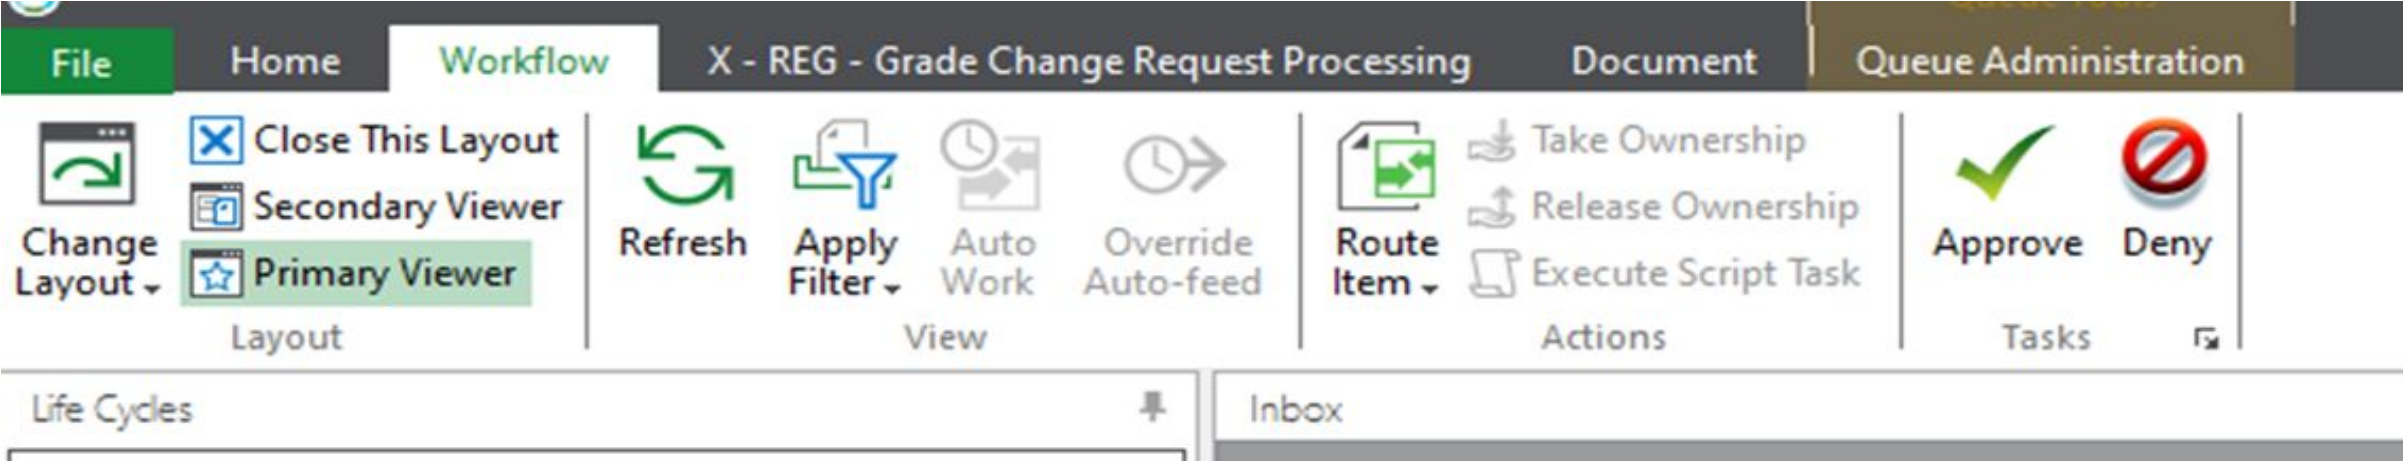 File Home Workflow X - REG - Grade Change Request Processing Document Queue Administration
Change
Layout
Close This Layout
Secondary Viewer
Primary Viewer
Layout
Refresh
Apply
Filter
Auto
Work
Override
Auto-feed
View
Route
Item
Take Ownership
Release Ownership
Execute Script Task
Actions
Approve
Deny
Tasks
Life Cycles
Inbox